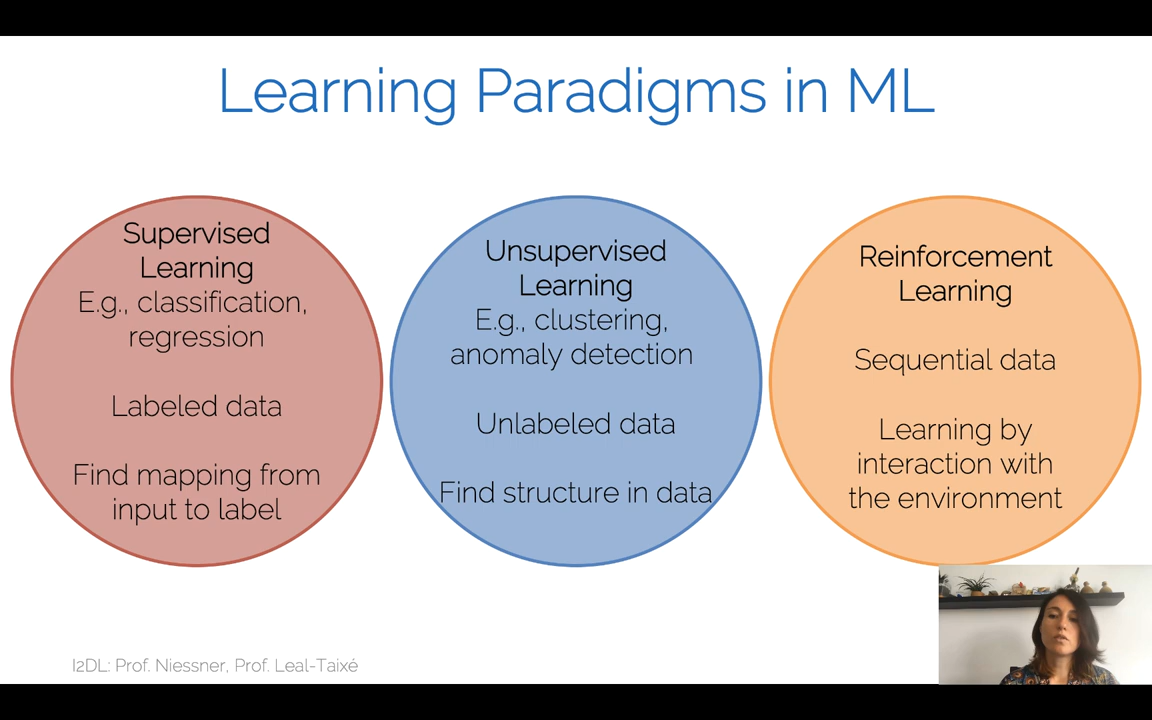 Learning Paradigms in ML
Supervised
Learning
E.g., classification,
regression
Labeled data
Find mapping from
input to label
Unsupervised
Learning
E.g., clustering,
anomaly detection
Unlabeled data
Find structure in data
Reinforcement
Learning
Sequential data
Learning by
interaction with
the environment
I2DL: Prof. Niessner, Prof. Leal-Taixé